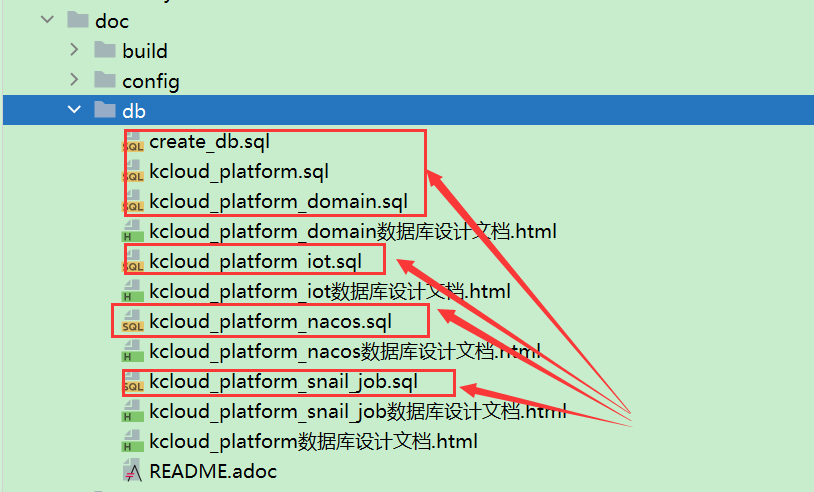 doc
build
config
db
create_db.sql
kcloud_platform.sql
kcloud_platform_domain.sql
kcloud_platform_domain数据库设计文档.html
kcloud_platform_iot.sql
kcloud_platform_iot数据库设计文档.html
kcloud_platform_nacos.sql
kcloud_platform_nacos数据库设计文档.html
kcloud_platform_snail_job.sql
kcloud_platform_snail_job数据库设计文档.html
kcloud_platform数据库设计文档.html
README.adoc